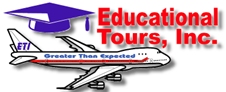 Educational
Tours, Inc.
ETI
Greater Than Expected